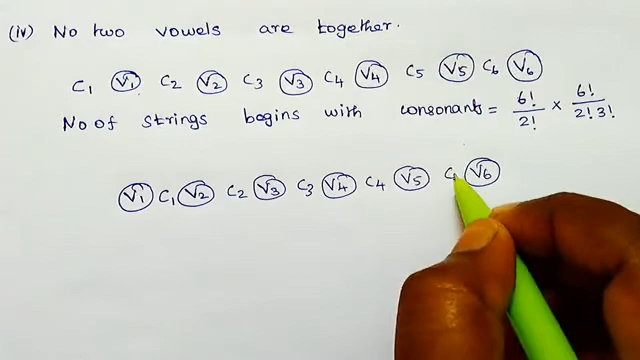 (iv) No two vowels are together.
C₁ V₁ C₂ V₂ C₃ V₃ C₄ V₄ C₅ V₅ C₆ V₆
No of strings begins with consonants = 6!/2! × 6!/2!3!
V₁ C₁ V₂ C₂ V₃ C₃ V₄ C₄ V₅ C V₆